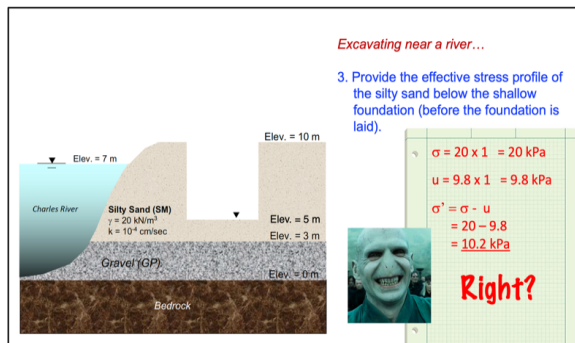 Excavating near a river…
3. Provide the effective stress profile of
the silty sand below the shallow
foundation (before the foundation is
laid).
Elev. = 10 m
Elev. = 7 m
Charles River
Silty Sand (SM)
γ = 20 kN/m³
k = 10⁻⁴ cm/sec
Elev. = 5 m
Elev. = 3 m
Gravel (GP)
Elev. = 0 m
Bedrock
σ = 20 x 1 = 20 kPa
u = 9.8 x 1 = 9.8 kPa
σ' = σ - u
= 20 – 9.8
= 10.2 kPa
Right?